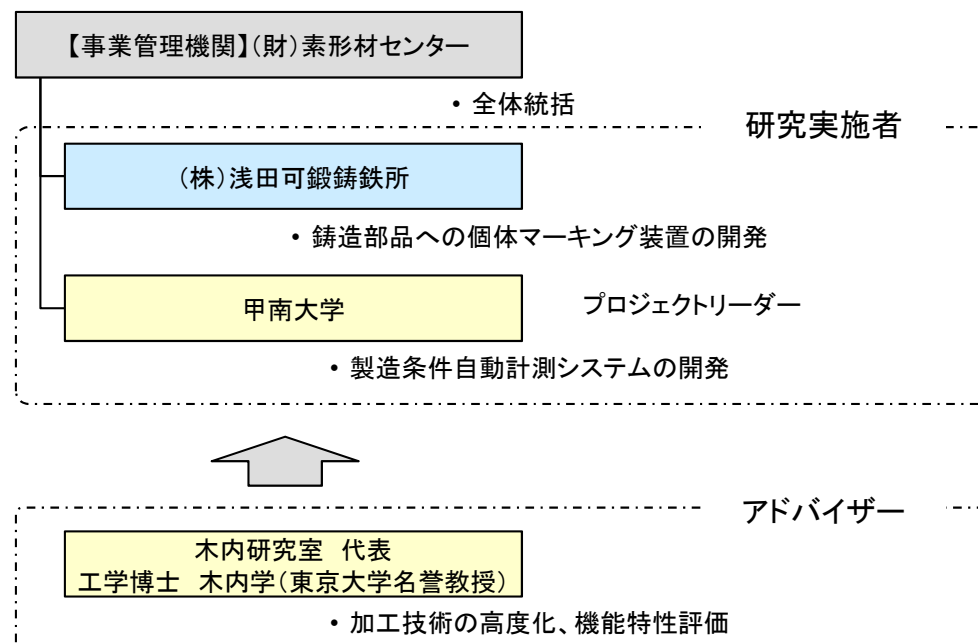 【事業管理機関】(財)素形材センター
• 全体統括
研究実施者
(株)浅田可鍛鋳鉄所
• 鋳造部品への個体マーキング装置の開発
甲南大学
プロジェクトリーダー
• 製造条件自動計測システムの開発
アドバイザー
木内研究室 代表
工学博士 木内学(東京大学名誉教授)
• 加工技術の高度化、機能特性評価